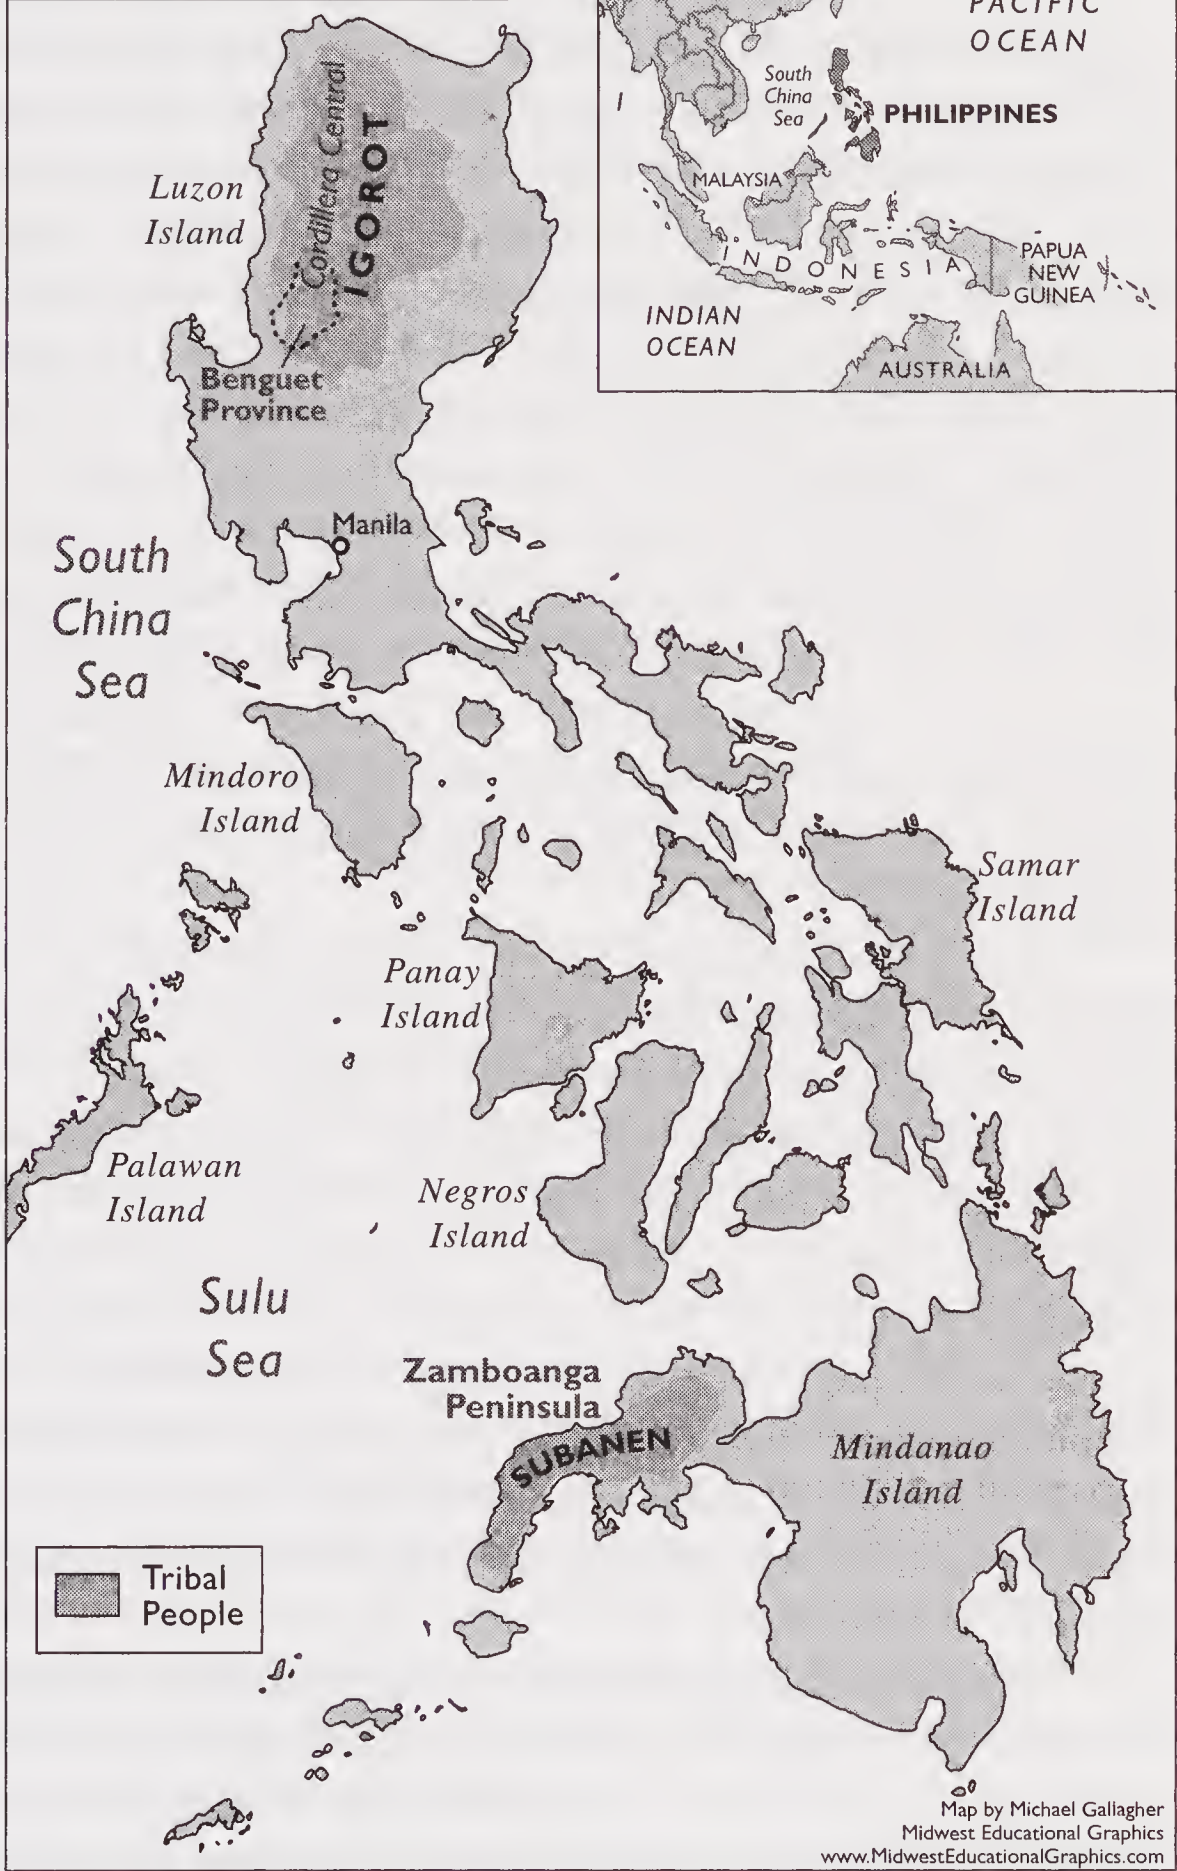 PACIFIC
OCEAN
South
China
Sea
PHILIPPINES
MALAYSIA
INDONESIA
PAPUA
NEW
GUINEA
INDIAN
OCEAN
AUSTRALIA
Cordillera Central
IGOROT
Luzon
Island
Benguet
Province
Manila
South
China
Sea
Mindoro
Island
Samar
Island
Panay
Island
Palawan
Island
Negros
Island
Sulu
Sea
Zamboanga
Peninsula
SUBANEN
Mindanao
Island
Tribal
People
Map by Michael Gallagher
Midwest Educational Graphics
www.MidwestEducationalGraphics.com